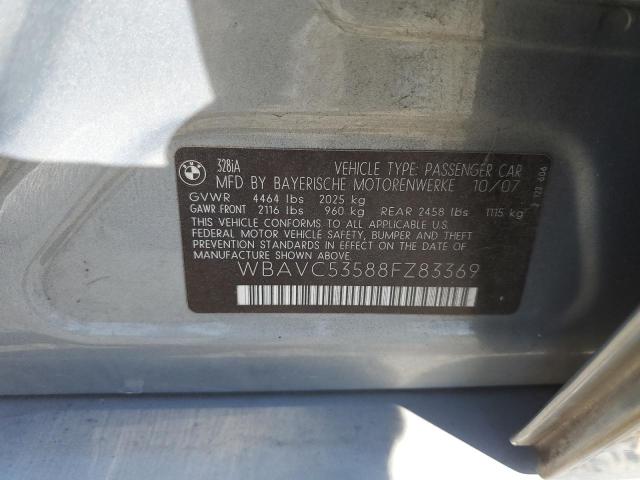 BMW
328iA
VEHICLE TYPE: PASSENGER CAR
MFD BY BAYERISCHE MOTORENWERKE 10/07
GVWR 4464 lbs 2025 kg
GAWR FRONT 2116 lbs 960 kg REAR 2458 lbs 1115 kg
THIS VEHICLE CONFORMS TO ALL APPLICABLE U.S.
FEDERAL MOTOR VEHICLE SAFETY, BUMPER AND THEFT
PREVENTION STANDARDS IN EFFECT ON THE DATE OF
MANUFACTURE SHOWN ABOVE.
WBAVC53588FZ83369